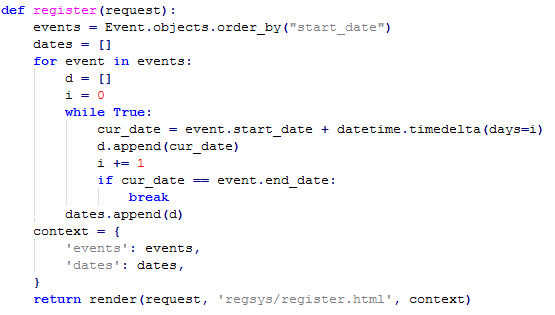 def register(request):
    events = Event.objects.order_by("start_date")
    dates = []
    for event in events:
        d = []
        i = 0
        while True:
            cur_date = event.start_date + datetime.timedelta(days=i)
            d.append(cur_date)
            i += 1
            if cur_date == event.end_date:
                break
        dates.append(d)
    context = {
        'events': events,
        'dates': dates,
    }
    return render(request, 'regsys/register.html', context)